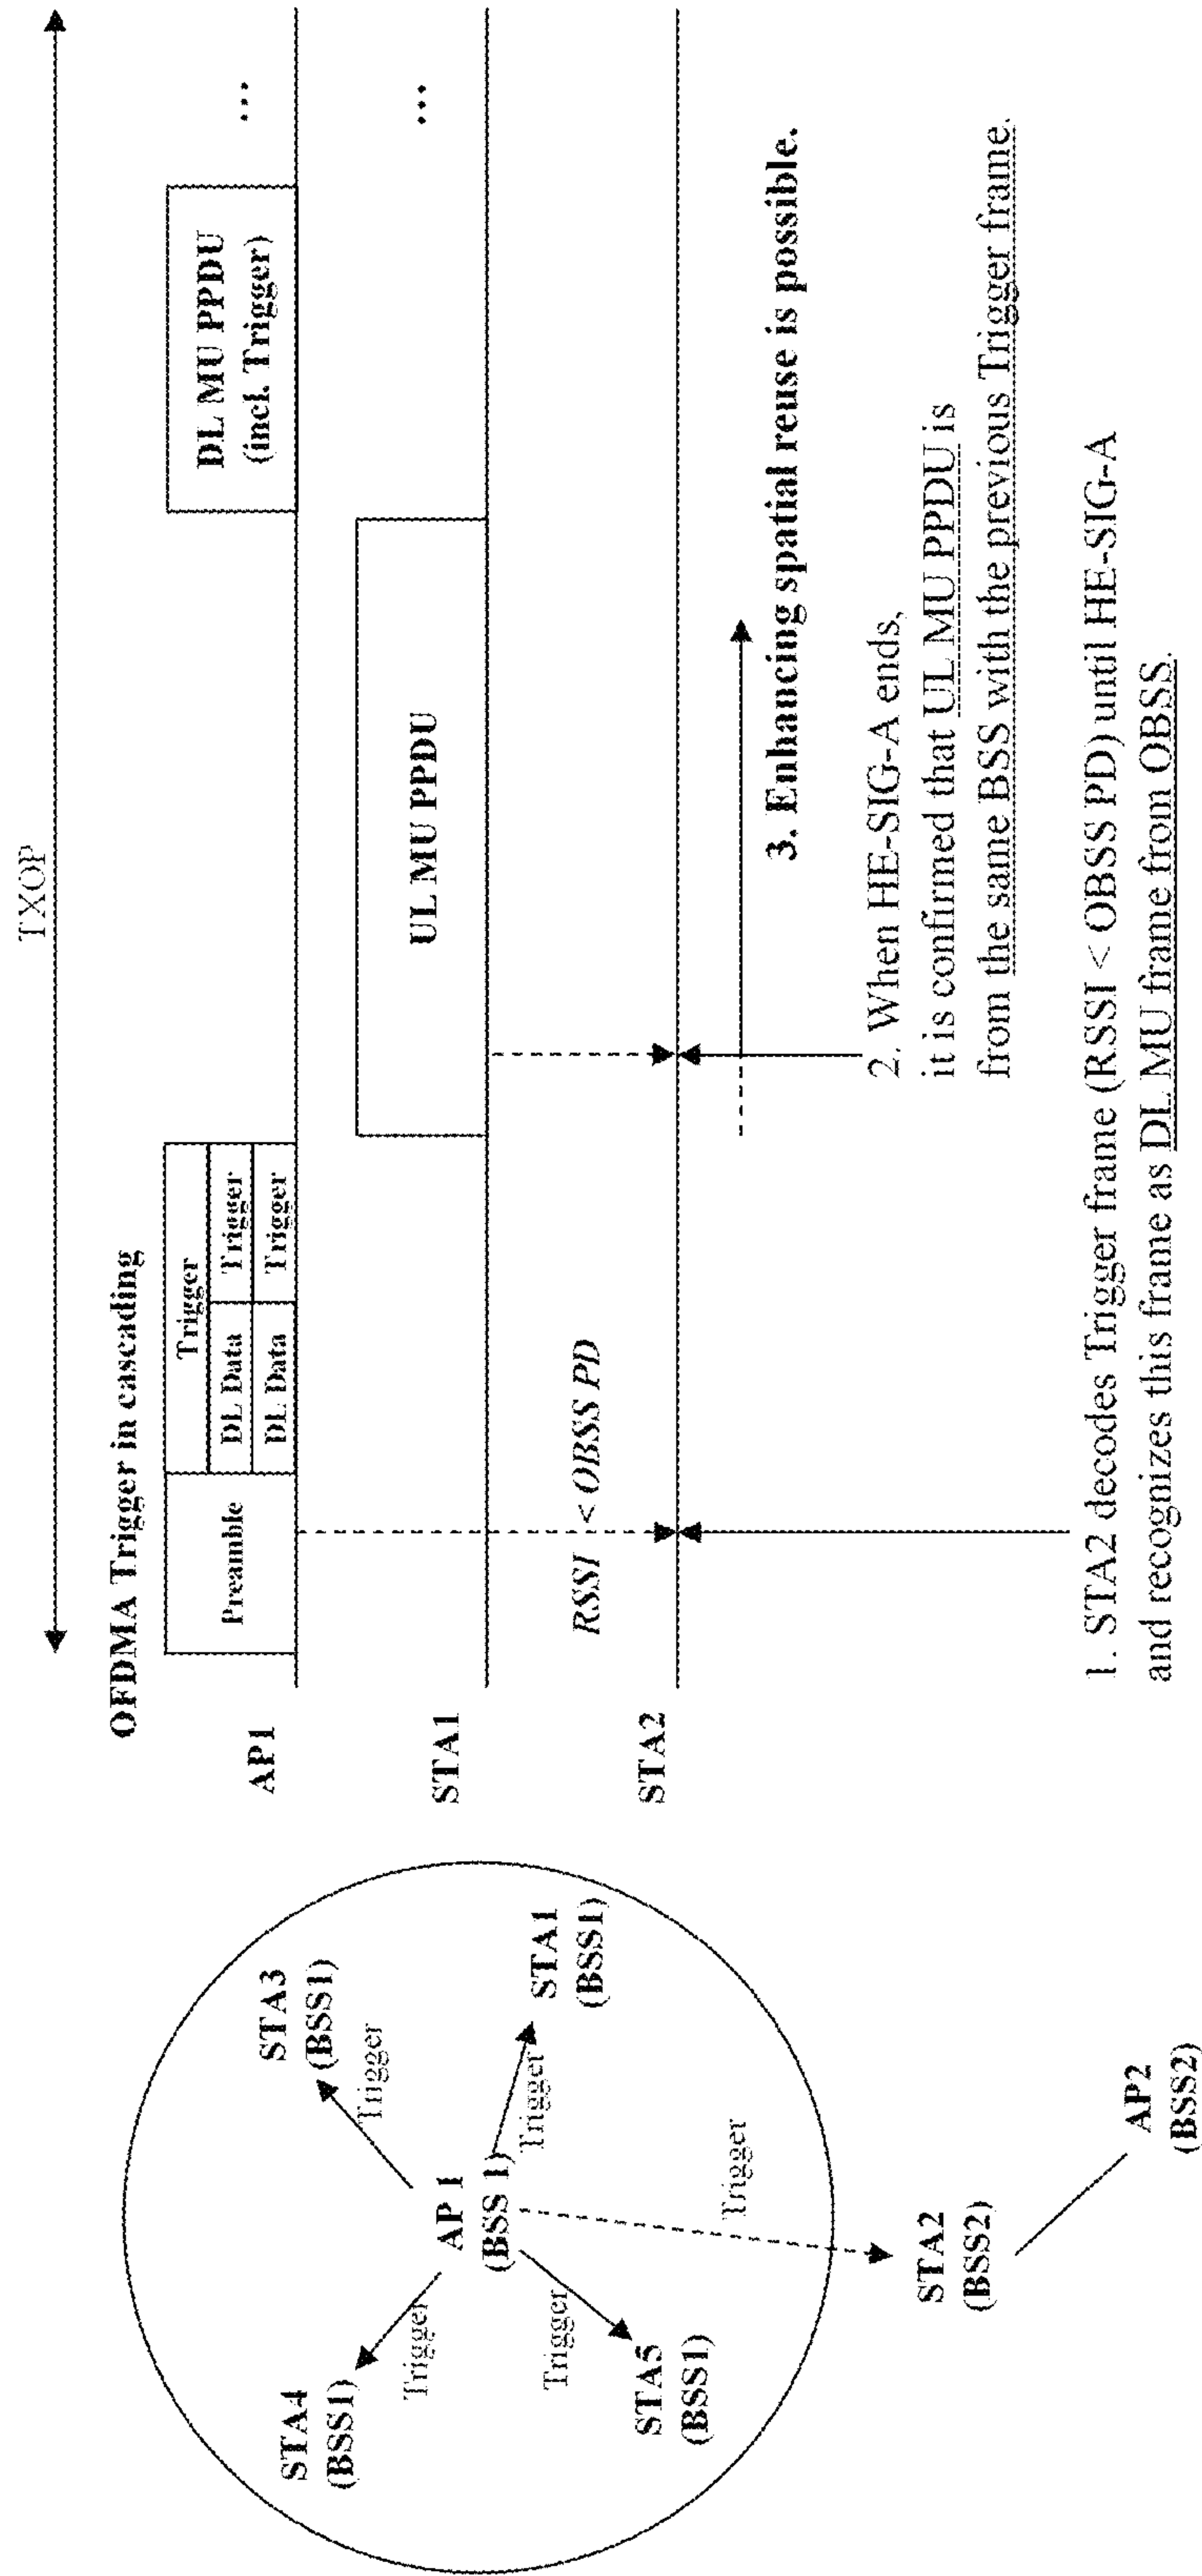 STA4
(BSS1)
Trigger
STA3
(BSS1)
Trigger
AP 1
(BSS 1)
Trigger
STA1
(BSS1)
Trigger
STA5
(BSS1)
Trigger
STA2
(BSS2)
AP2
(BSS2)
TXOP
OFDMA Trigger in cascading
AP1
Preamble
Trigger
DL Data
Trigger
DL Data
Trigger
DL MU PPDU
(incl. Trigger)
...
STA1
UL MU PPDU
...
RSSI < OBSS PD
STA2
3. Enhancing spatial reuse is possible.
2. When HE-SIG-A ends,
it is confirmed that UL MU PPDU is
from the same BSS with the previous Trigger frame.
1. STA2 decodes Trigger frame (RSSI < OBSS PD) until HE-SIG-A
and recognizes this frame as DL MU frame from OBSS.